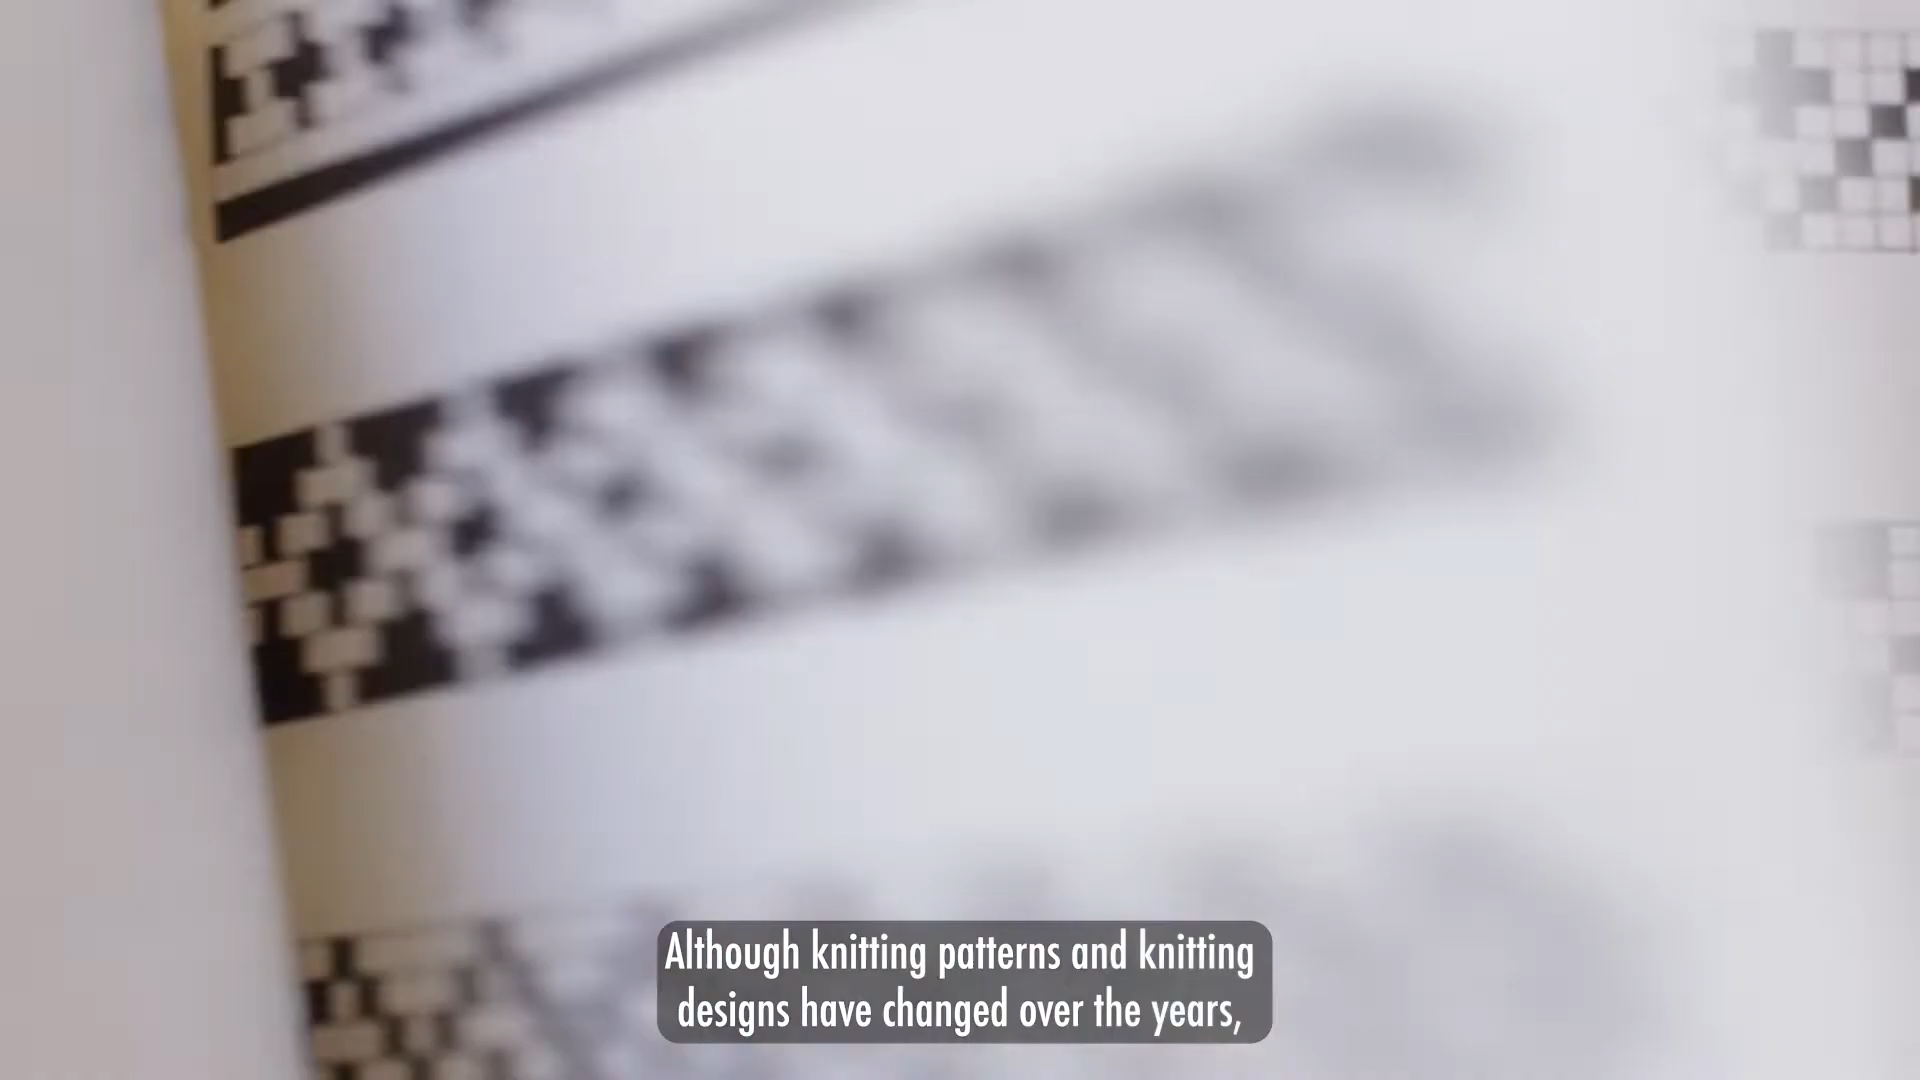 Although knitting patterns and knitting
designs have changed over the years,